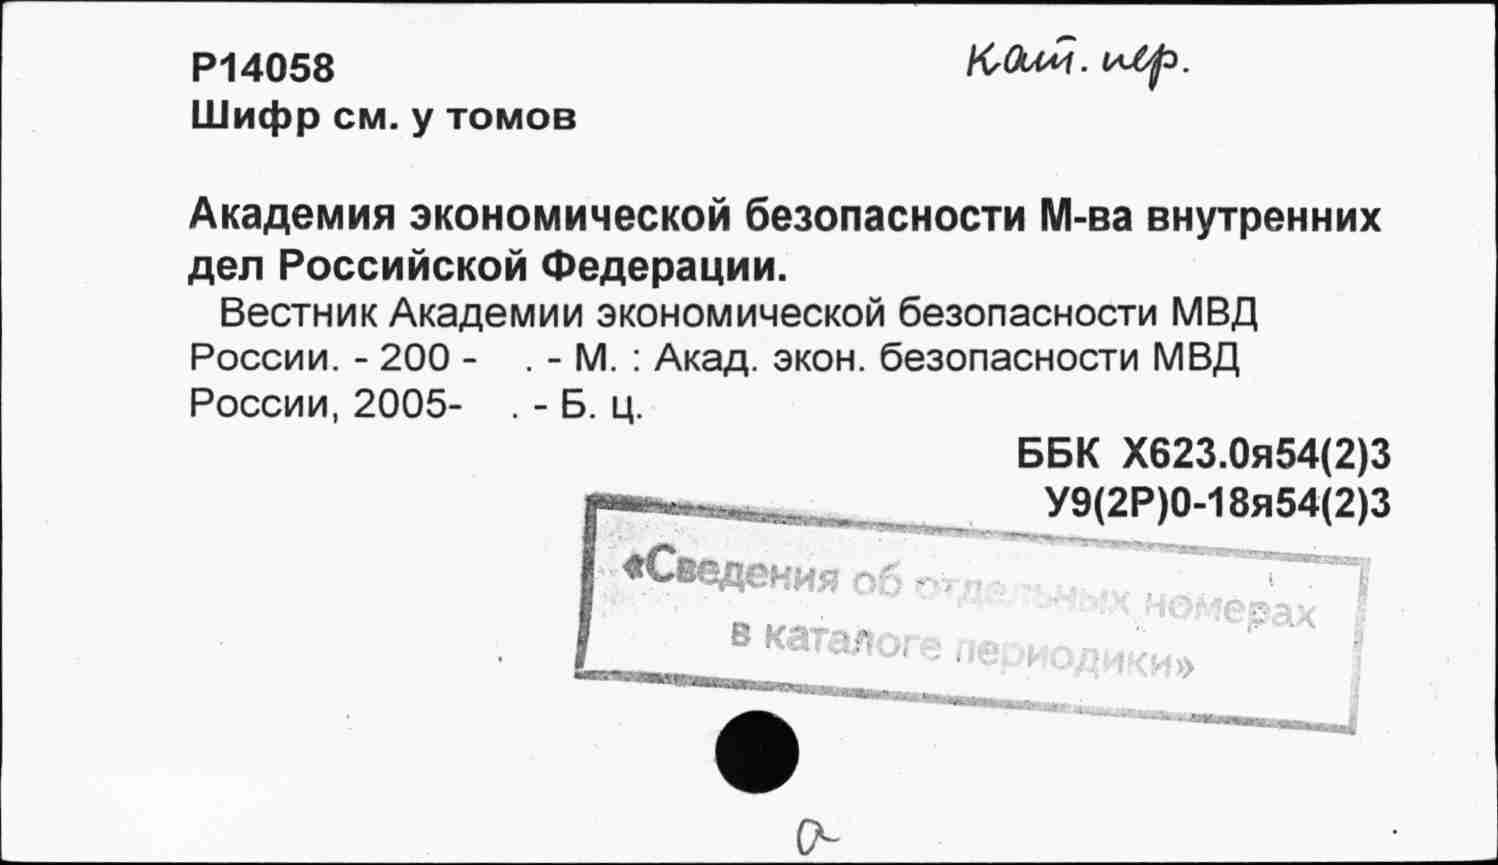 Р14058
кат. пер.
Шифр см. у томов
Академия экономической безопасности М-ва внутренних
дел Российской Федерации.
Вестник Академии экономической безопасности МВД
России. - 200 - . - М. : Акад. экон. безопасности МВД
России, 2005- . - Б. ц.
ББК Х623.0я54(2)3
У9(2Р)0-18я54(2)3
«Сведения об отдельных номерах
в каталоге периодики»
а